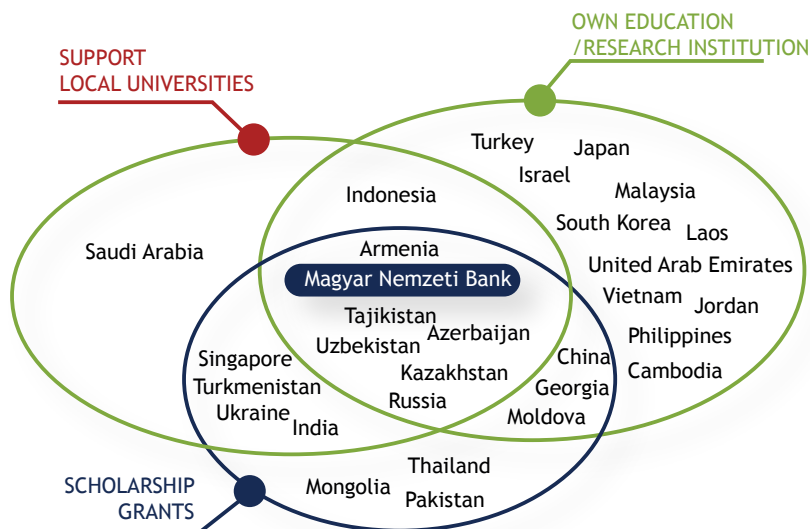 OWN EDUCATION
/RESEARCH INSTITUTION
SUPPORT
LOCAL UNIVERSITIES
Turkey
Japan
Israel
Malaysia
Indonesia
South Korea
Laos
Saudi Arabia
Armenia
United Arab Emirates
Magyar Nemzeti Bank
Vietnam
Jordan
Tajikistan
Azerbaijan
Uzbekistan
Philippines
Singapore
China
Kazakhstan
Cambodia
Turkmenistan
Georgia
Ukraine
Russia
Moldova
India
Thailand
Mongolia
Pakistan
SCHOLARSHIP
GRANTS